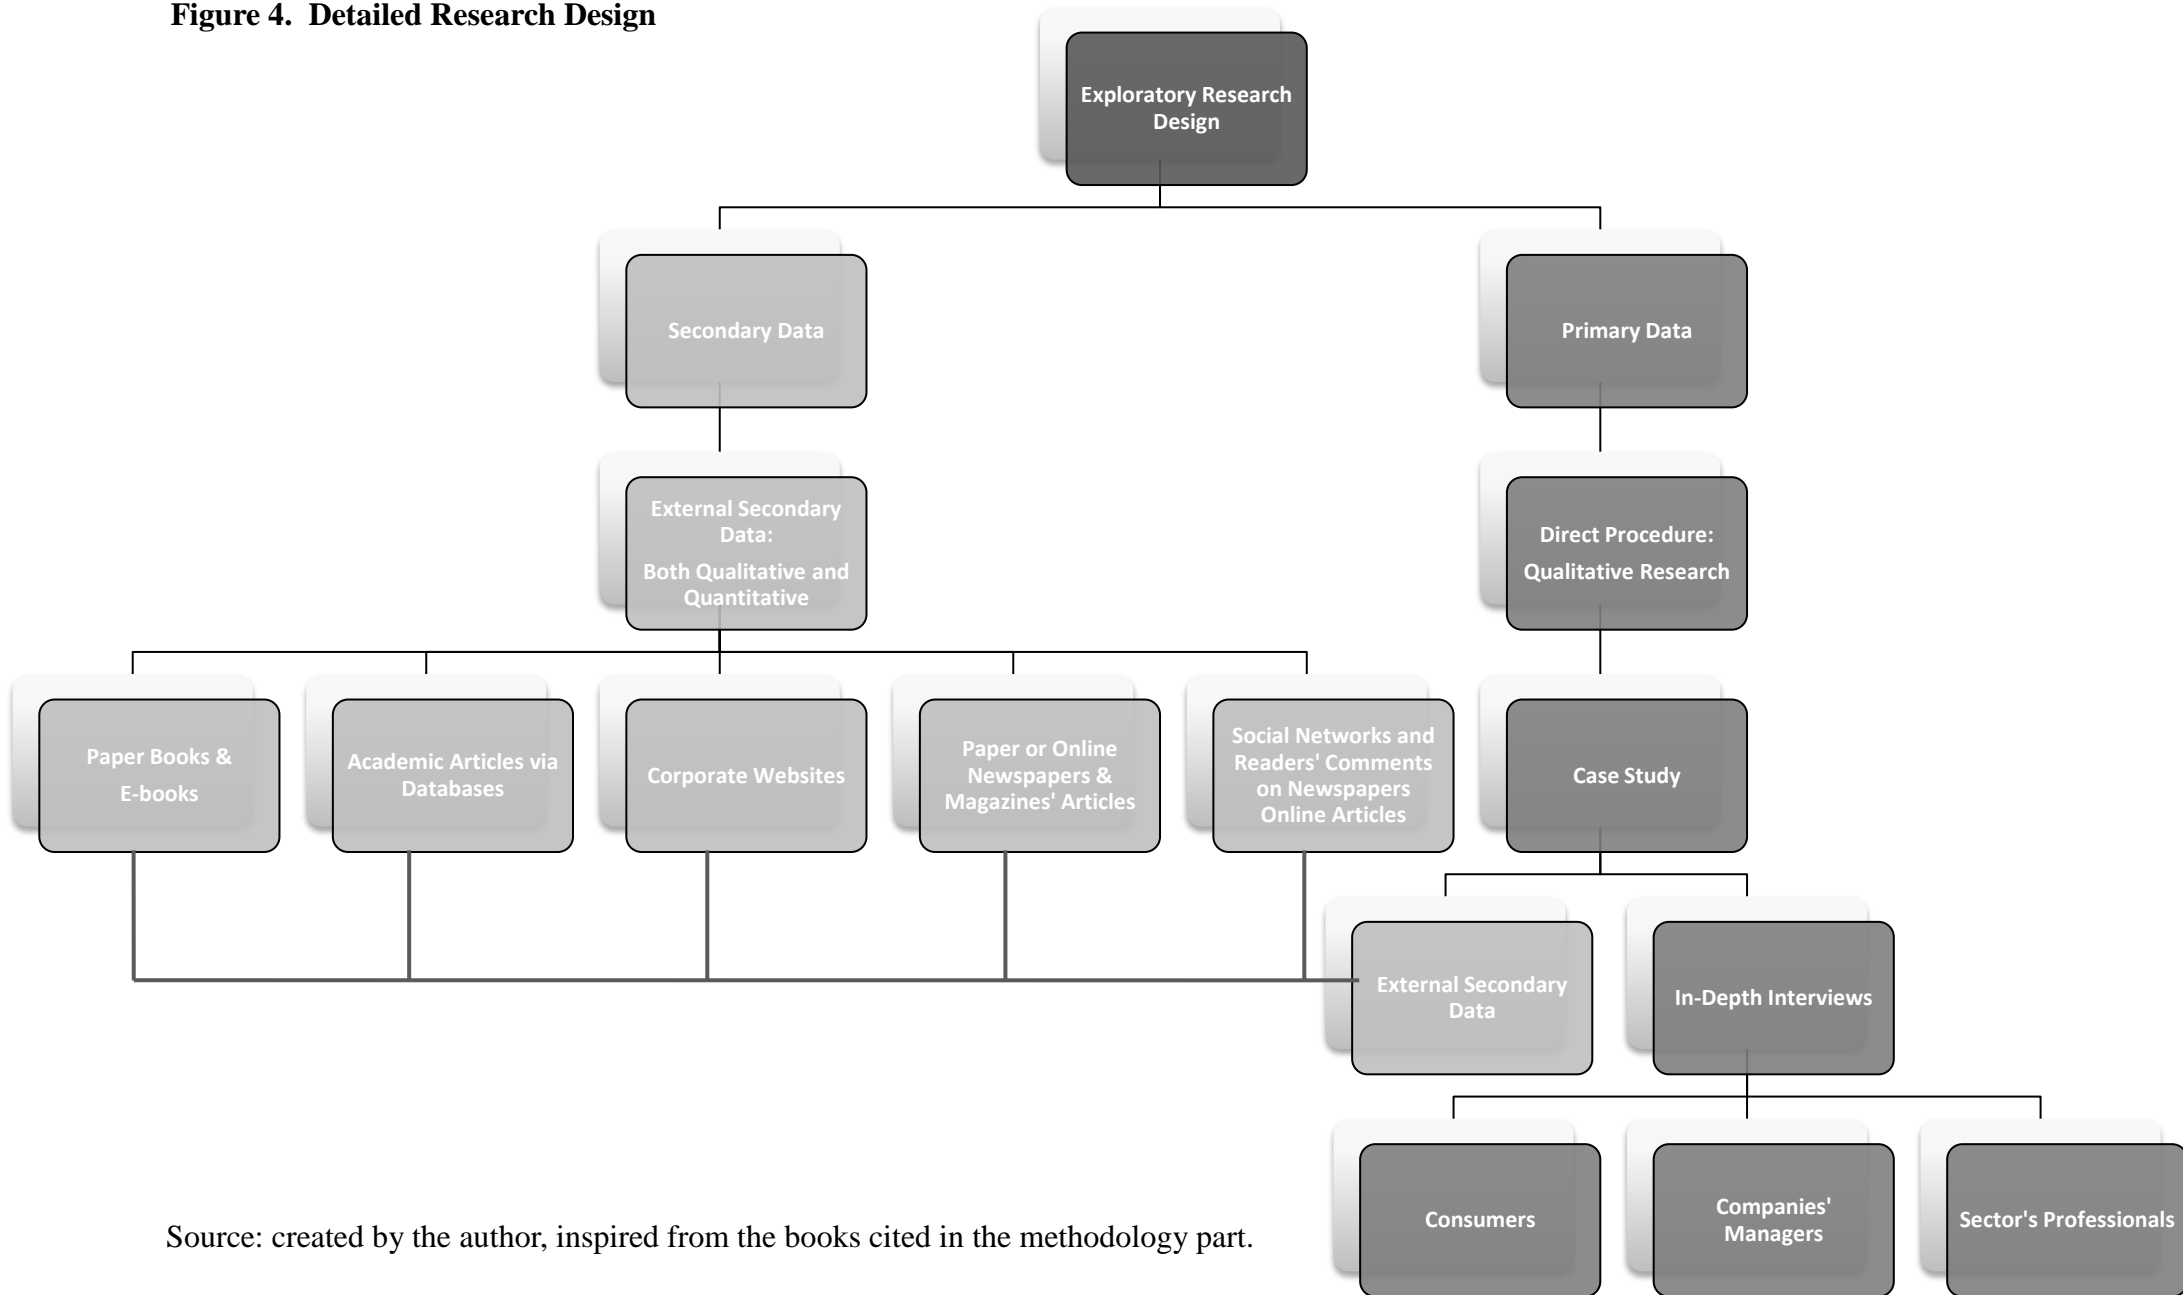 Figure 4. Detailed Research Design
Exploratory Research
Design
Secondary Data
Primary Data
External Secondary
Data:
Both Qualitative and
Quantitative
Direct Procedure:
Qualitative Research
Paper Books &
E-books
Academic Articles via
Databases
Corporate Websites
Paper or Online
Newspapers &
Magazines' Articles
Social Networks and
Readers' Comments
on Newspapers
Online Articles
Case Study
External Secondary
Data
In-Depth Interviews
Consumers
Companies'
Managers
Sector's Professionals
Source: created by the author, inspired from the books cited in the methodology part.